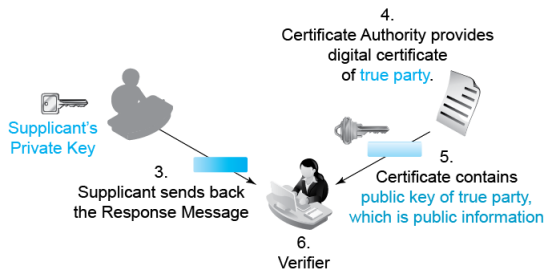 4.
Certificate Authority provides
digital certificate
of true party.
Supplicant's
Private Key
3.
Supplicant sends back
the Response Message
5.
Certificate contains
public key of true party,
which is public information
6.
Verifier